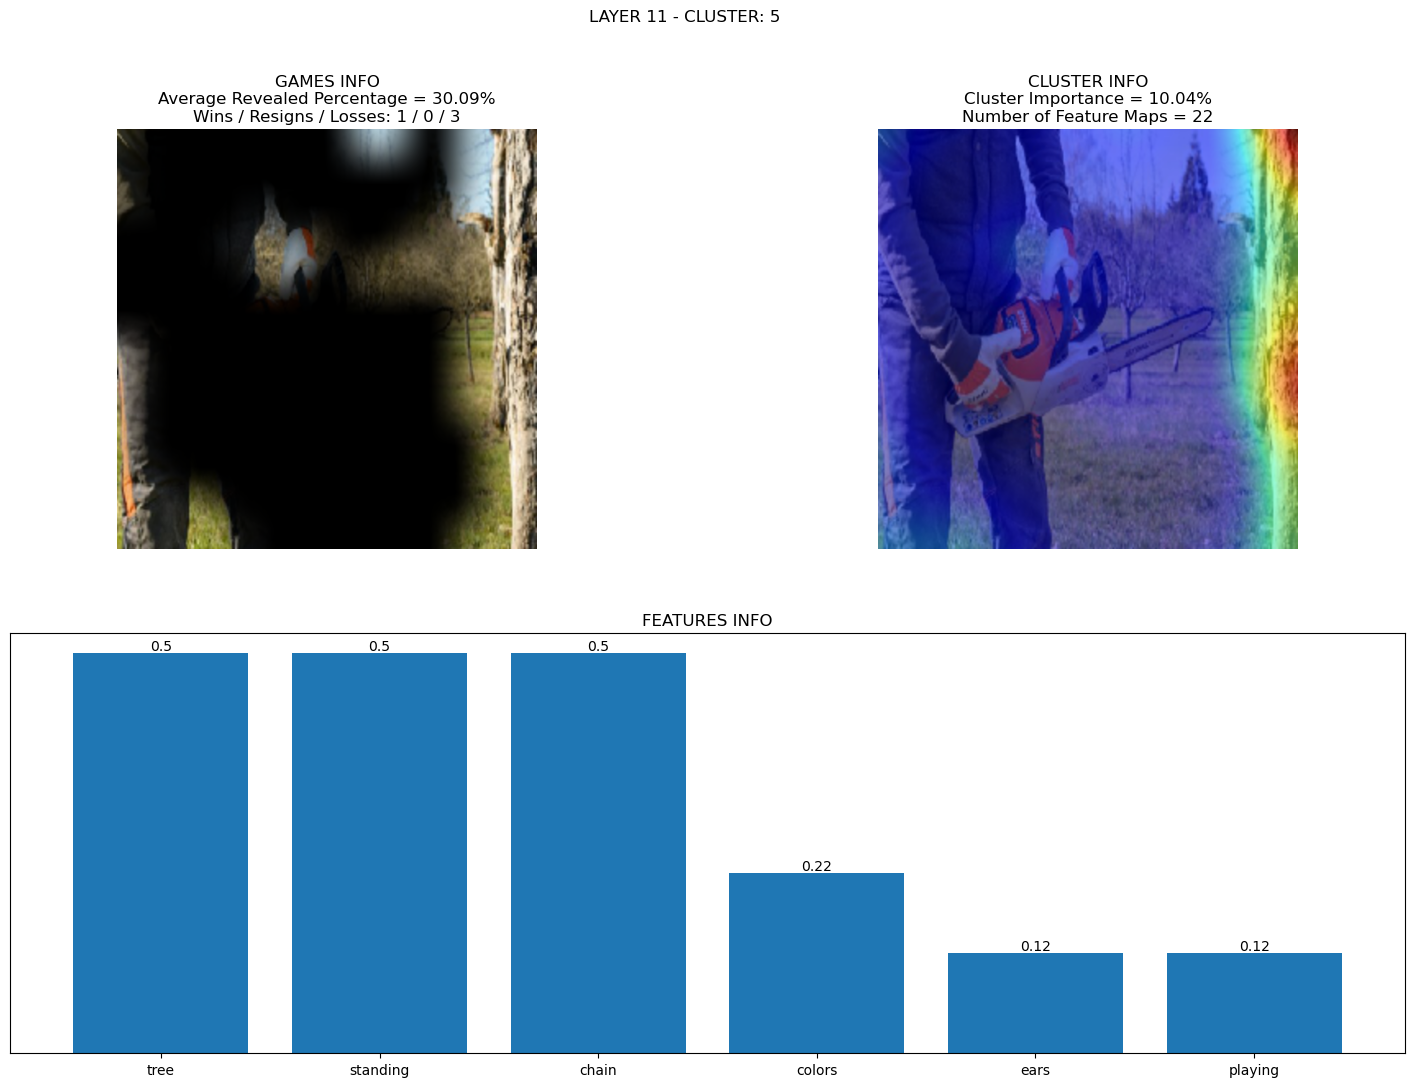 LAYER 11 - CLUSTER: 5
GAMES INFO
Average Revealed Percentage = 30.09%
Wins / Resigns / Losses: 1 / 0 / 3
CLUSTER INFO
Cluster Importance = 10.04%
Number of Feature Maps = 22
FEATURES INFO
0.5
0.5
0.5
0.22
0.12
0.12
tree
standing
chain
colors
ears
playing